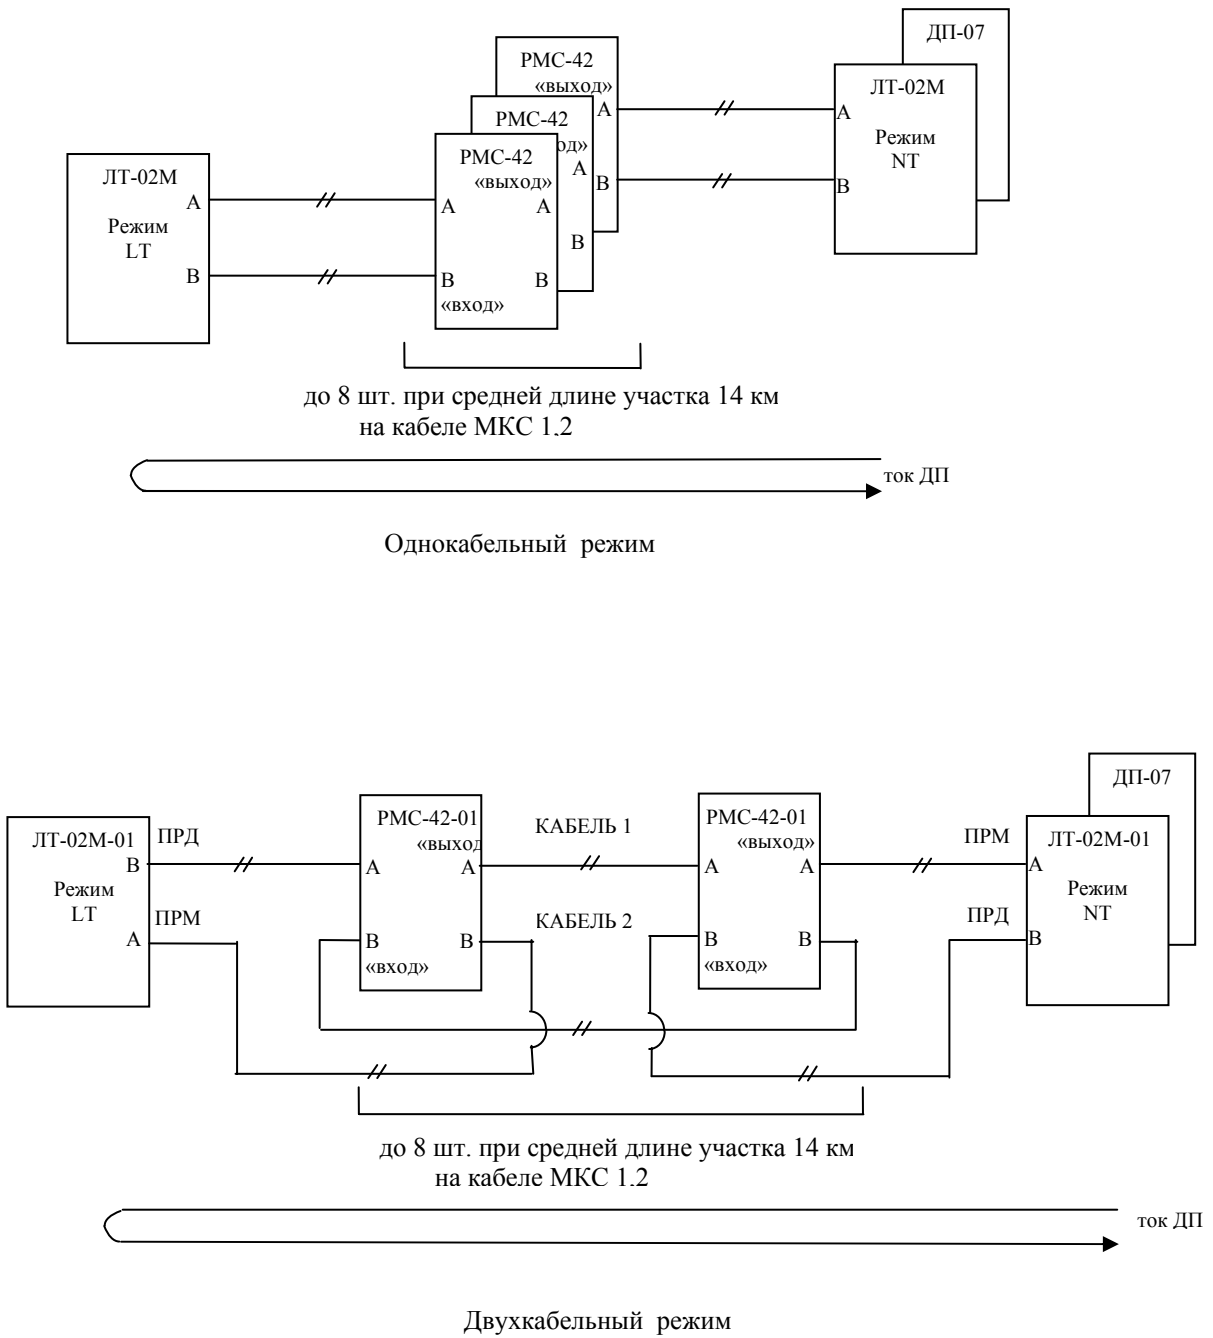 ДП-07
РМС-42
«выход»
А
В
ЛТ-02М
А
Режим
NT
В
РМС-42
од»
А
В
РМС-42
«выход»
А
А
В
В
«вход»
ЛТ-02М
А
Режим
LT
В
до 8 шт. при средней длине участка 14 км
на кабеле МКС 1,2
ток ДП
Однокабельный режим
ДП-07
ЛТ-02М-01
В
Режим
LT
А
ПРД
ПРМ
РМС-42-01
«выход
А
А
В
В
«вход»
КАБЕЛЬ 1
КАБЕЛЬ 2
РМС-42-01
«выход»
А
А
В
В
«вход»
ПРМ
ПРД
ЛТ-02М-01
А
Режим
NT
В
до 8 шт. при средней длине участка 14 км
на кабеле МКС 1,2
ток ДП
Двухкабельный режим